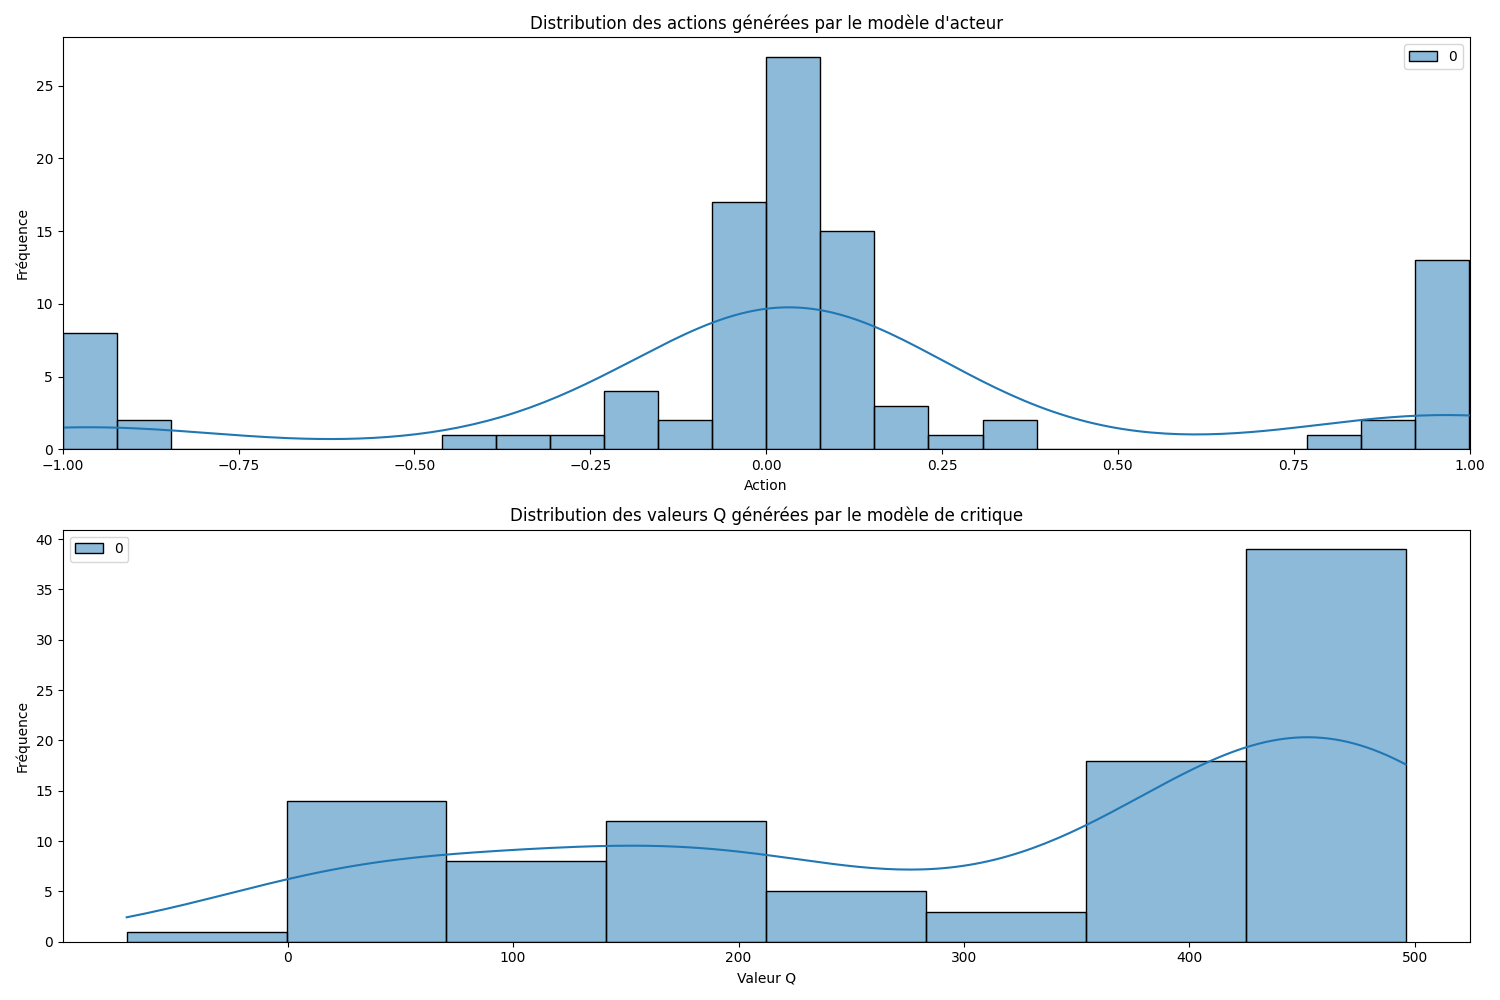 Distribution des actions générées par le modèle d'acteur
0
Fréquence
25
20
15
10
5
0
−1.00 −0.75 −0.50 −0.25 0.00 0.25 0.50 0.75 1.00
Action
Distribution des valeurs Q générées par le modèle de critique
0
Fréquence
40
35
30
25
20
15
10
5
0
0 100 200 300 400 500
Valeur Q